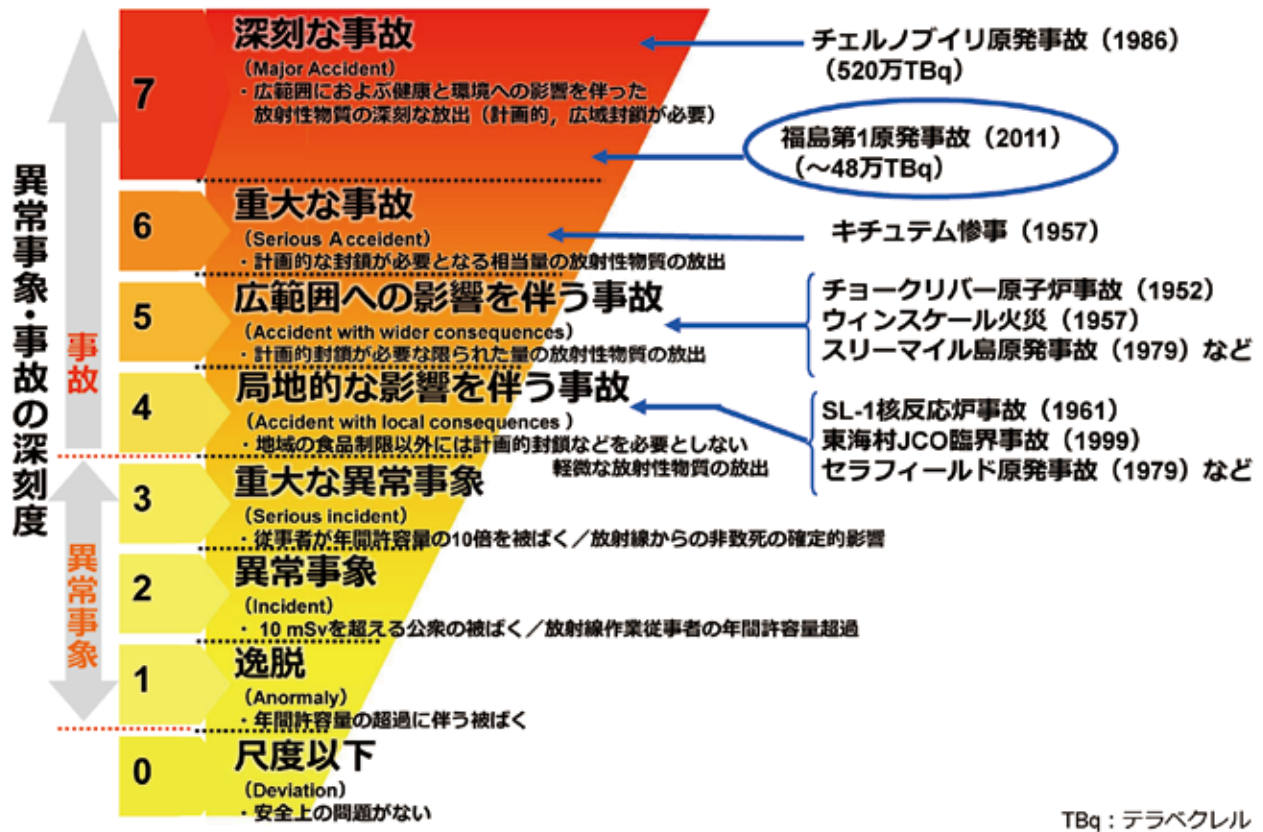 異常事象・事故の深刻度
事故
異常事象
7
深刻な事故
（Major Accident）
・広範囲におよぶ健康と環境への影響を伴った
放射性物質の深刻な放出（計画的，広域封鎖が必要）
チェルノブイリ原発事故（1986）
（520万TBq）
福島第1原発事故（2011）
（～48万TBq）
6
重大な事故
（Serious Acceident）
・計画的な封鎖が必要となる相当量の放射性物質の放出
キチュテム惨事（1957）
5
広範囲への影響を伴う事故
（Accident with wider consequences）
・計画的封鎖が必要な限られた量の放射性物質の放出
チョークリバー原子炉事故（1952）
ウィンスケール火災（1957）
スリーマイル島原発事故（1979）など
4
局地的な影響を伴う事故
（Accident with local consequences ）
・地域の食品制限以外には計画的封鎖などを必要としない
軽微な放射性物質の放出
SL-1核反応炉事故（1961）
東海村JCO臨界事故（1999）
セラフィールド原発事故（1979）など
3
重大な異常事象
（Serious incident）
・従事者が年間許容量の10倍を被ばく／放射線からの非致死の確定的影響
2
異常事象
（Incident）
・10 mSvを超える公衆の被ばく／放射線作業従事者の年間許容量超過
1
逸脱
（Anormaly）
・年間許容量の超過に伴う被ばく
0
尺度以下
（Deviation）
・安全上の問題がない
TBq：テラベクレル